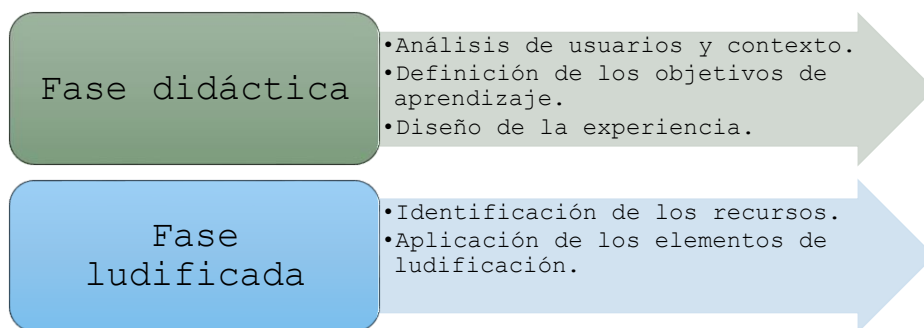 Fase didáctica
•Análisis de usuarios y contexto.
•Definición de los objetivos de
aprendizaje.
•Diseño de la experiencia.
Fase
ludificada
•Identificación de los recursos.
•Aplicación de los elementos de
ludificación.